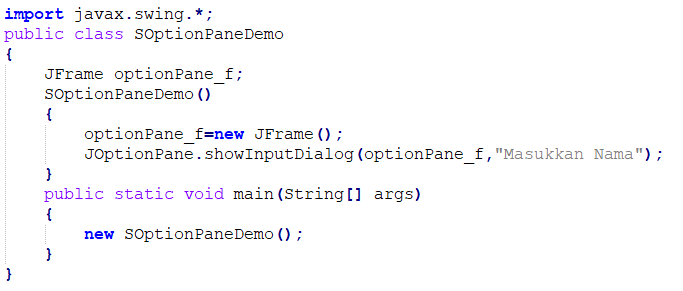 import javax.swing.*;
public class SOptionPaneDemo
{
JFrame optionPane_f;
SOptionPaneDemo()
{
optionPane_f=new JFrame();
JOptionPane.showInputDialog(optionPane_f,"Masukkan Nama");
}
public static void main(String[] args)
{
new SOptionPaneDemo();
}
}